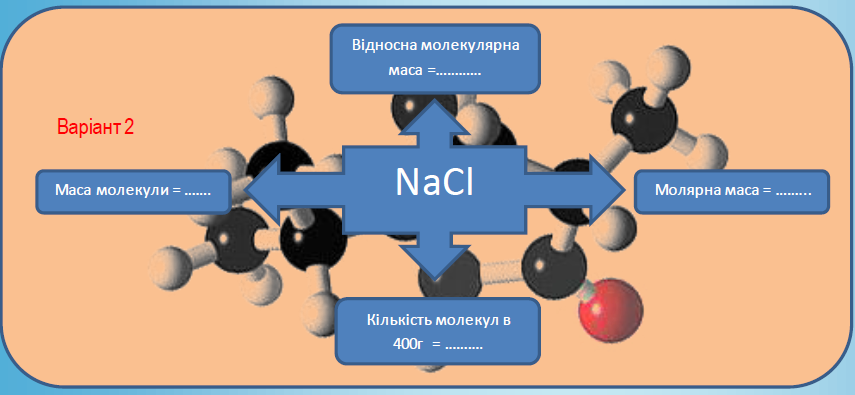 Відносна молекулярна
маса =............
Варіант 2
Маса молекули = .......
NaCl
Молярна маса = .........
Кількість молекул в
400г  = ..........